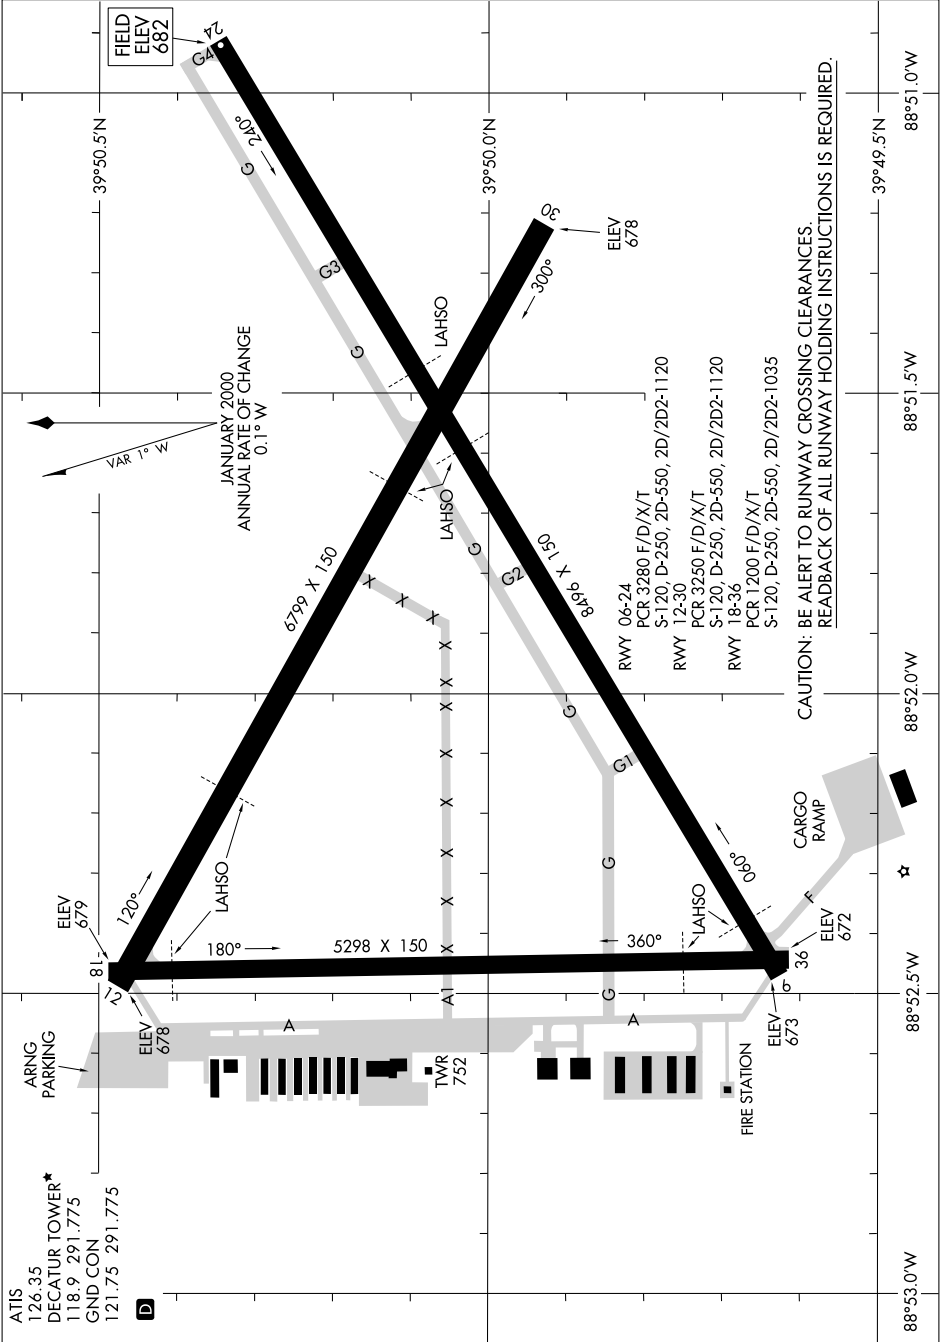 ATIS
126.35
DECATUR TOWER★
118.9 291.775
GND CON
121.75 291.775
D
FIELD
ELEV
682
24
G4
240°
G
G3
G
LAHSO
30
ELEV
678
300°
39°50.5'N
39°50.0'N
39°49.5'N
88°51.0'W
88°51.5'W
88°52.0'W
88°52.5'W
88°53.0'W
VAR 1° W
JANUARY 2000
ANNUAL RATE OF CHANGE
0.1° W
LAHSO
6799 X 150
8496 X 150
G
G2
G
G1
G
G
X X X X X X X X X X X
A1
RWY 06-24
PCR 3280 F/D/X/T
S-120, D-250, 2D-550, 2D/2D2-1120
RWY 12-30
PCR 3250 F/D/X/T
S-120, D-250, 2D-550, 2D/2D2-1120
RWY 18-36
PCR 1200 F/D/X/T
S-120, D-250, 2D-550, 2D/2D2-1035
CAUTION: BE ALERT TO RUNWAY CROSSING CLEARANCES.
READBACK OF ALL RUNWAY HOLDING INSTRUCTIONS IS REQUIRED.
LAHSO
120°
ELEV
679
18
12
ELEV
678
180°
5298 X 150
360°
LAHSO
060°
CARGO
RAMP
F
ELEV
672
36
6
ELEV
673
A
A
ARNG
PARKING
TWR
752
FIRE STATION